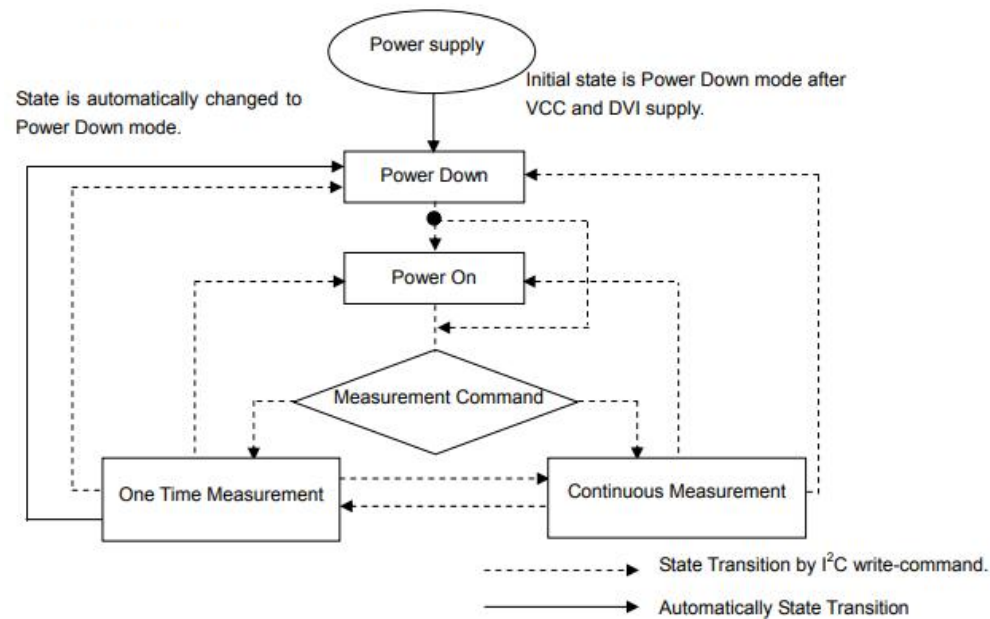 Power supply
Initial state is Power Down mode after
VCC and DVI supply.
State is automatically changed to
Power Down mode.
Power Down
Power On
Measurement Command
One Time Measurement
Continuous Measurement
State Transition by I²C write-command.
Automatically State Transition